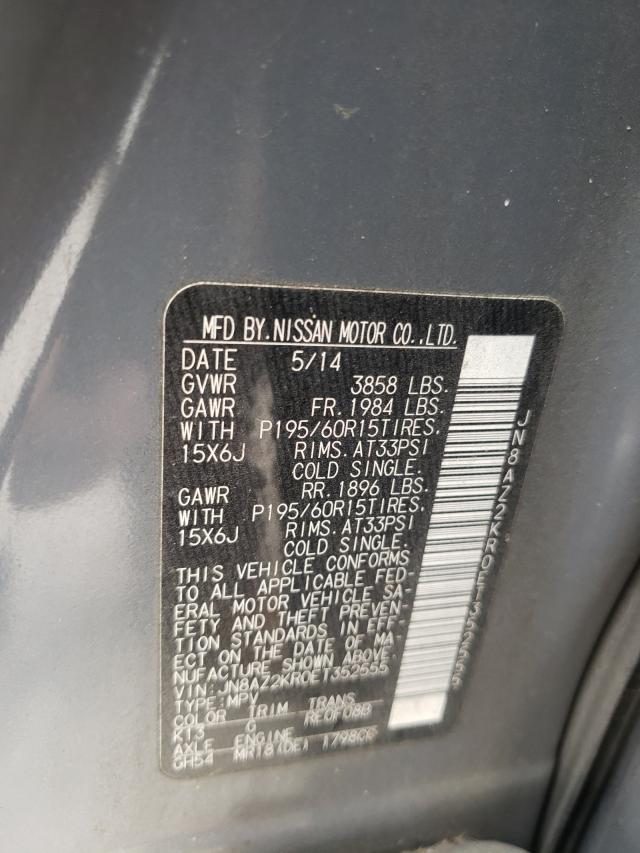 MFD BY. NISSAN MOTOR CO., LTD.
DATE 5/14
GVWR 3858 LBS.
GAWR FR. 1984 LBS.
WITH P195/60R15TIRES.
15X6J RIMS. AT33PSI
COLD SINGLE.
GAWR RR. 1896 LBS.
WITH P195/60R15TIRES.
15X6J RIMS. AT33PSI
COLD SINGLE.
THIS VEHICLE CONFORMS
TO ALL APPLICABLE FED-
ERAL MOTOR VEHICLE SA-
FETY AND THEFT PREVEN-
TION STANDARDS IN EFF-
ECT ON THE DATE OF MA-
NUFACTURE SHOWN ABOVE.
VIN: JN8AZ2KR0ET352555
TYPE: MPV
COLOR TRIM TRANS
KT3 G RE0F08B
AXLE ENGINE
GH54 MR18(DE) 1798CC
JN8AZ2KR0ET352555